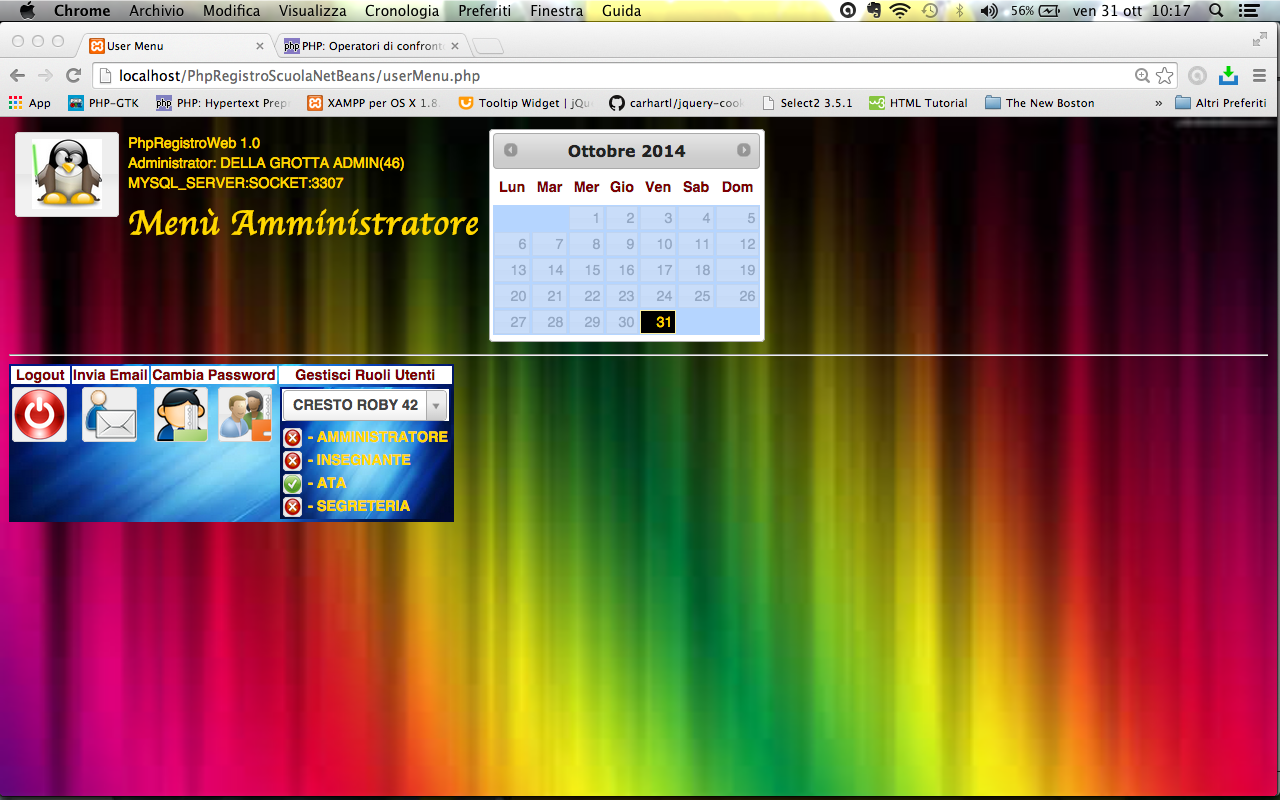 Chrome Archivio Modifica Visualizza Cronologia Preferiti Finestra Guida 56% ven 31 ott 10:17
User Menu PHP: Operatori di confront
localhost/PhpRegistroScuolaNetBeans/userMenu.php
App PHP-GTK PHP: Hypertext Prep XAMPP per OS X 1.8. Tooltip Widget | jQu carhartl/jquery-cook Select2 3.5.1 HTML Tutorial The New Boston » Altri Preferiti
PhpRegistroWeb 1.0
Administrator: DELLA GROTTA ADMIN(46)
MYSQL_SERVER:SOCKET:3307
Menù Amministratore
Ottobre 2014
Lun Mar Mer Gio Ven Sab Dom
1 2 3 4 5
6 7 8 9 10 11 12
13 14 15 16 17 18 19
20 21 22 23 24 25 26
27 28 29 30 31
Logout Invia Email Cambia Password Gestisci Ruoli Utenti
CRESTO ROBY 42
- AMMINISTRATORE
- INSEGNANTE
- ATA
- SEGRETERIA